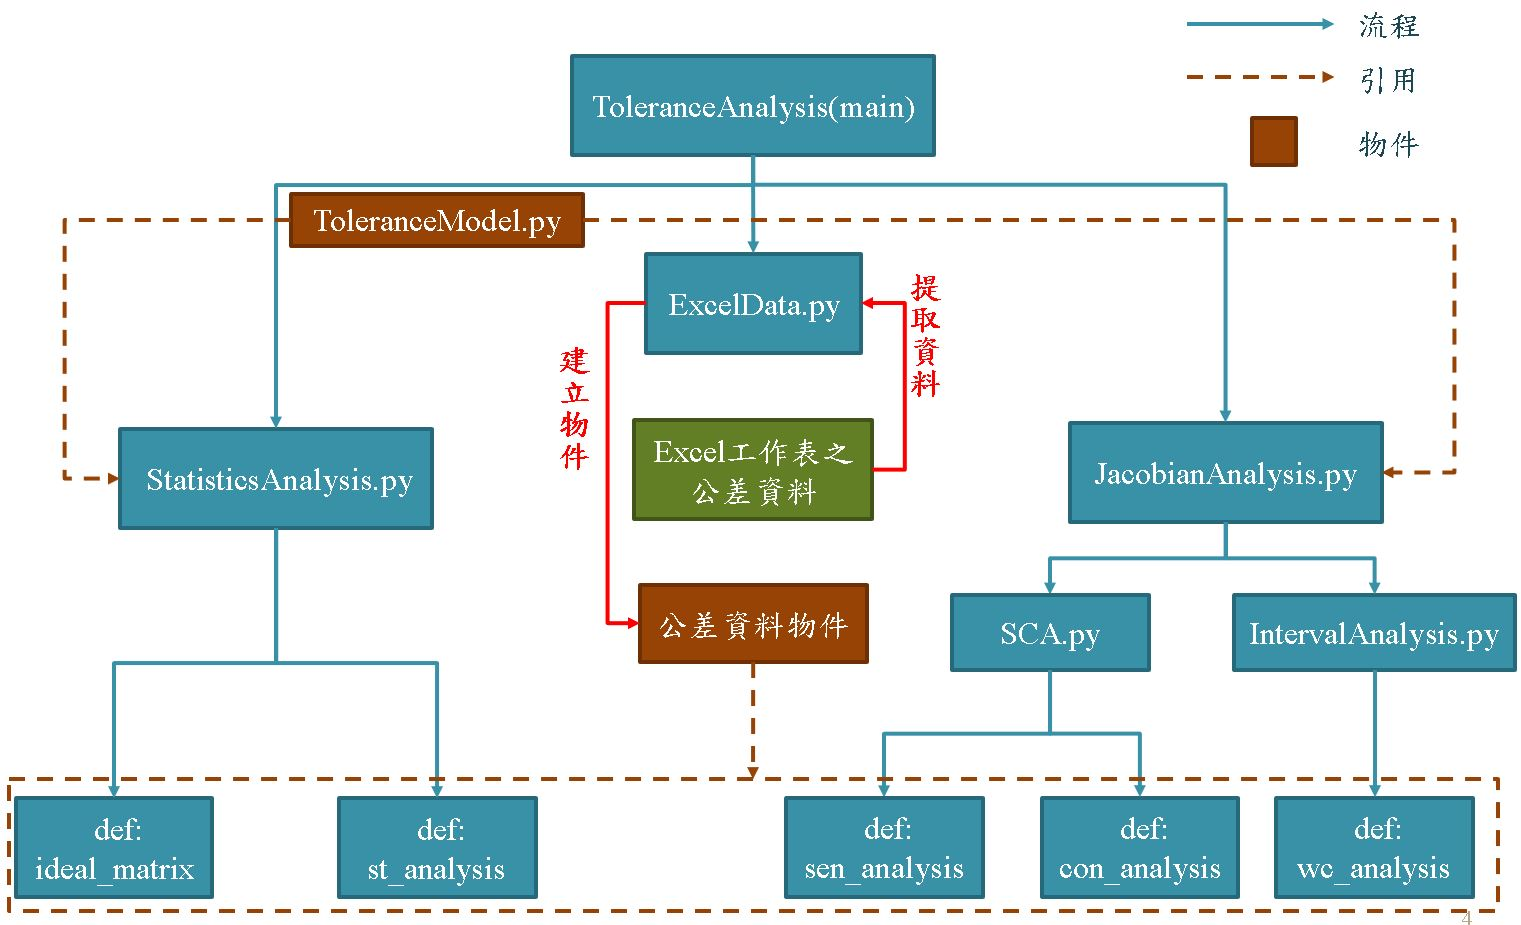 流程
引用
物件
ToleranceAnalysis(main)
ToleranceModel.py
ExcelData.py
提取資料
建立物件
Excel工作表之
公差資料
StatisticsAnalysis.py
JacobianAnalysis.py
公差資料物件
SCA.py
IntervalAnalysis.py
def:
ideal_matrix
def:
st_analysis
def:
sen_analysis
def:
con_analysis
def:
wc_analysis
4